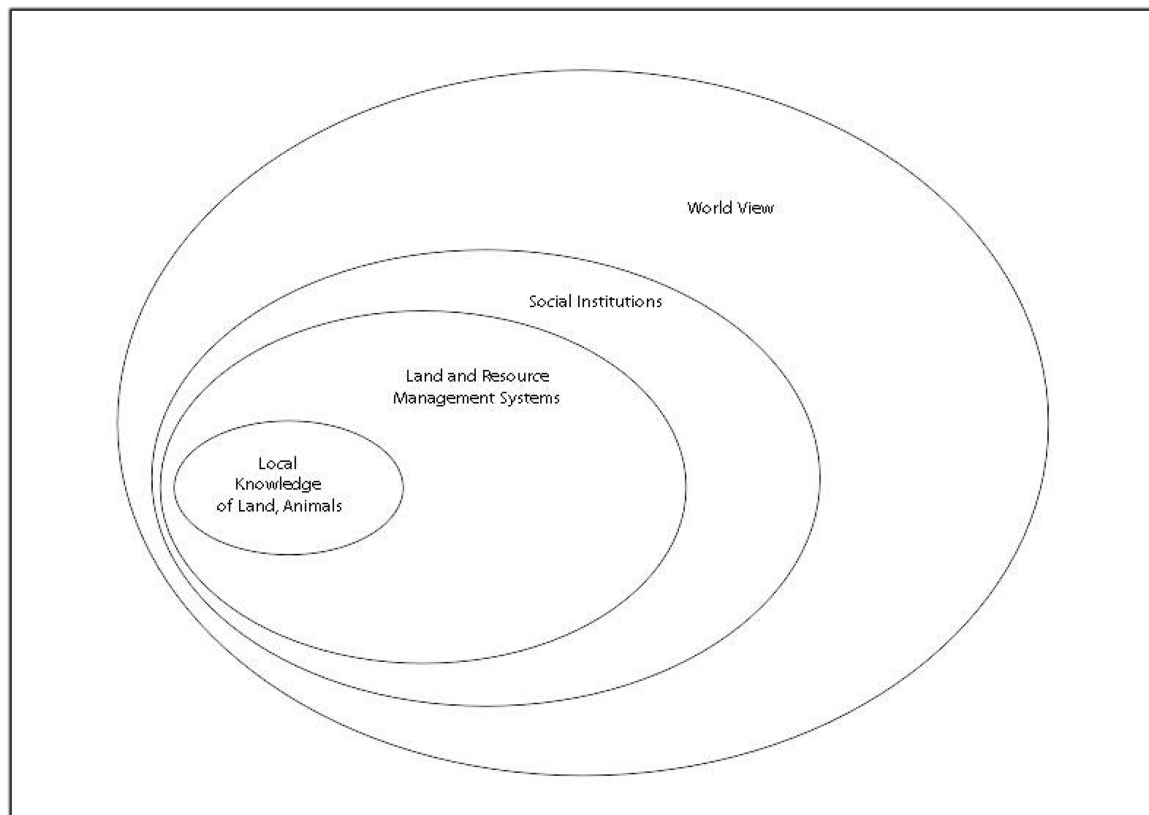 World View
Social Institutions
Land and Resource
Management Systems
Local
Knowledge
of Land, Animals